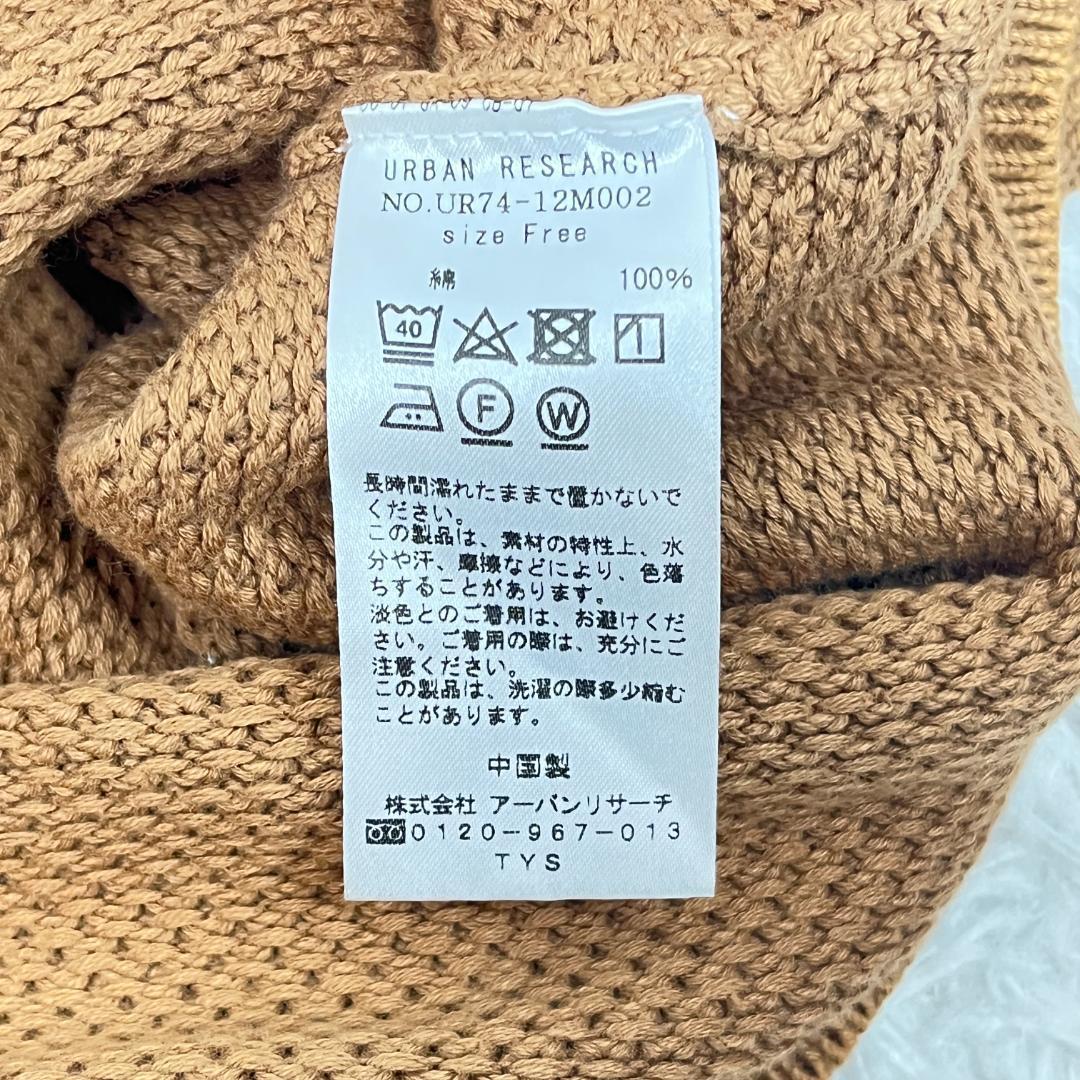 URBAN RESEARCH
NO.UR74-12M002
size Free
綿 100%
40
1
F W
長時間濡れたままで置かないで
ください。
この製品は、素材の特性上、水
分や汗、摩擦などにより、色落
ちすることがあります。
淡色とのご着用は、お避けくだ
さい。ご着用の際は、充分にご
注意ください。
この製品は、洗濯の際多少縮む
ことがあります。
中国製
株式会社 アーバンリサーチ
0120-967-013
TYS